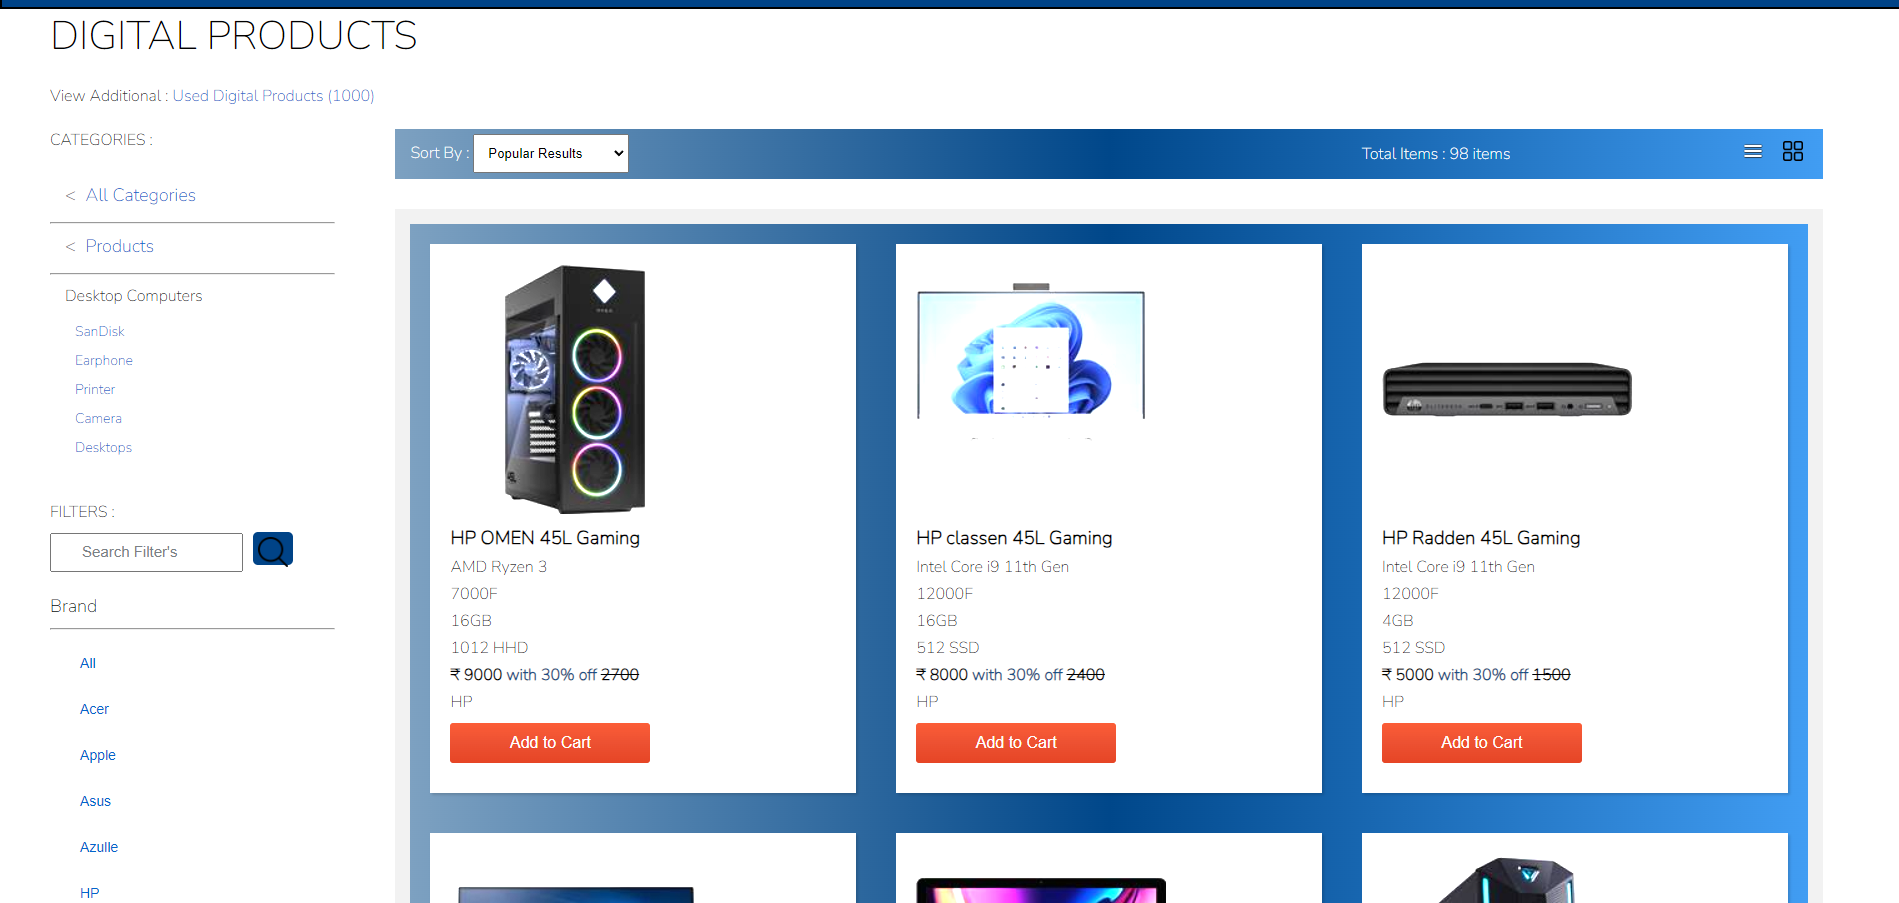 DIGITAL PRODUCTS
View Additional : Used Digital Products (1000)
CATEGORIES :
< All Categories
< Products
Desktop Computers
SanDisk
Earphone
Printer
Camera
Desktops
FILTERS :
Search Filter's
Brand
All
Acer
Apple
Asus
Azulle
HP
Sort By : Popular Results
Total Items : 98 items
HP OMEN 45L Gaming
AMD Ryzen 3
7000F
16GB
1012 HHD
₹ 9000 with 30% off 2700
HP
Add to Cart
HP classen 45L Gaming
Intel Core i9 11th Gen
12000F
16GB
512 SSD
₹ 8000 with 30% off 2400
HP
Add to Cart
HP Radden 45L Gaming
Intel Core i9 11th Gen
12000F
4GB
512 SSD
₹ 5000 with 30% off 1500
HP
Add to Cart